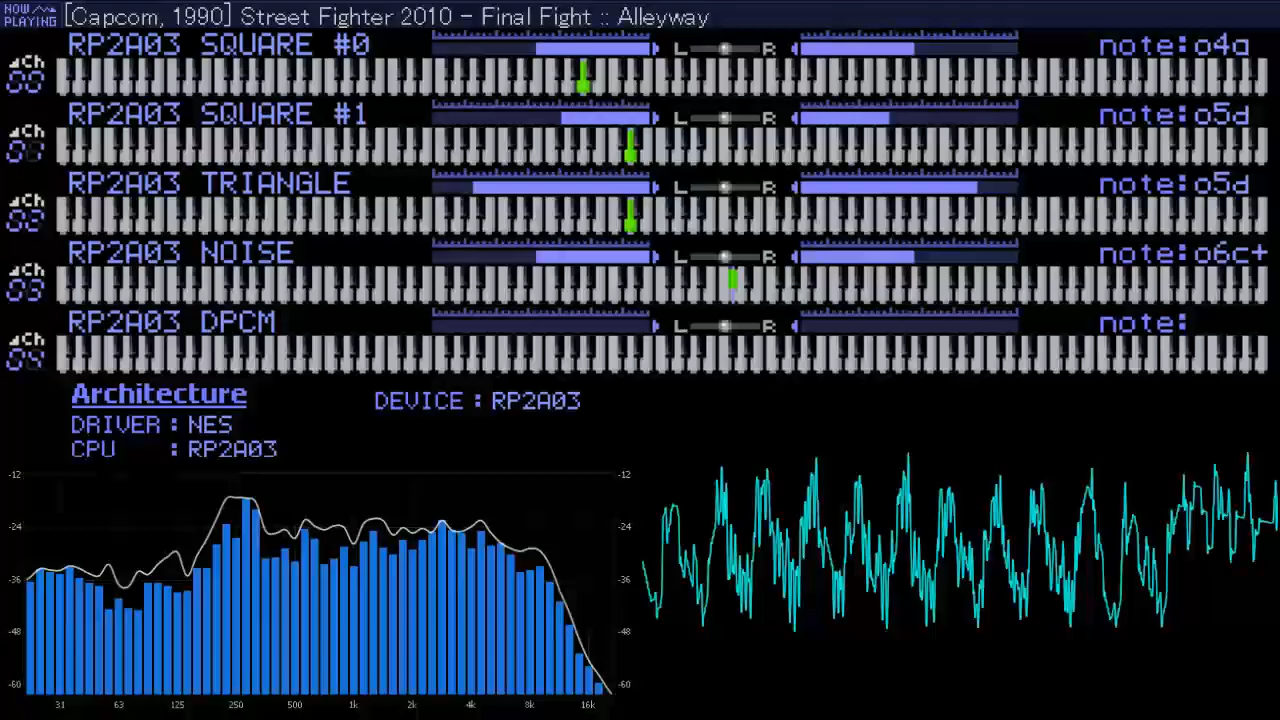 NOW PLAYING [Capcom, 1990] Street Fighter 2010 - Final Fight :: Alleyway
RP2A03 SQUARE #0 L R note:o4a
Ch 00
RP2A03 SQUARE #1 L R note:o5d
Ch
RP2A03 TRIANGLE L R note:o5d
Ch 02
RP2A03 NOISE L R note:o6c+
Ch 03
RP2A03 DPCM L R note:
Ch 04
Architecture
DEVICE : RP2A03
DRIVER : NES
CPU : RP2A03
-12 -12
-24 -24
-36 -36
-48 -48
-60 -60
31 63 125 250 500 1k 2k 4k 8k 16k